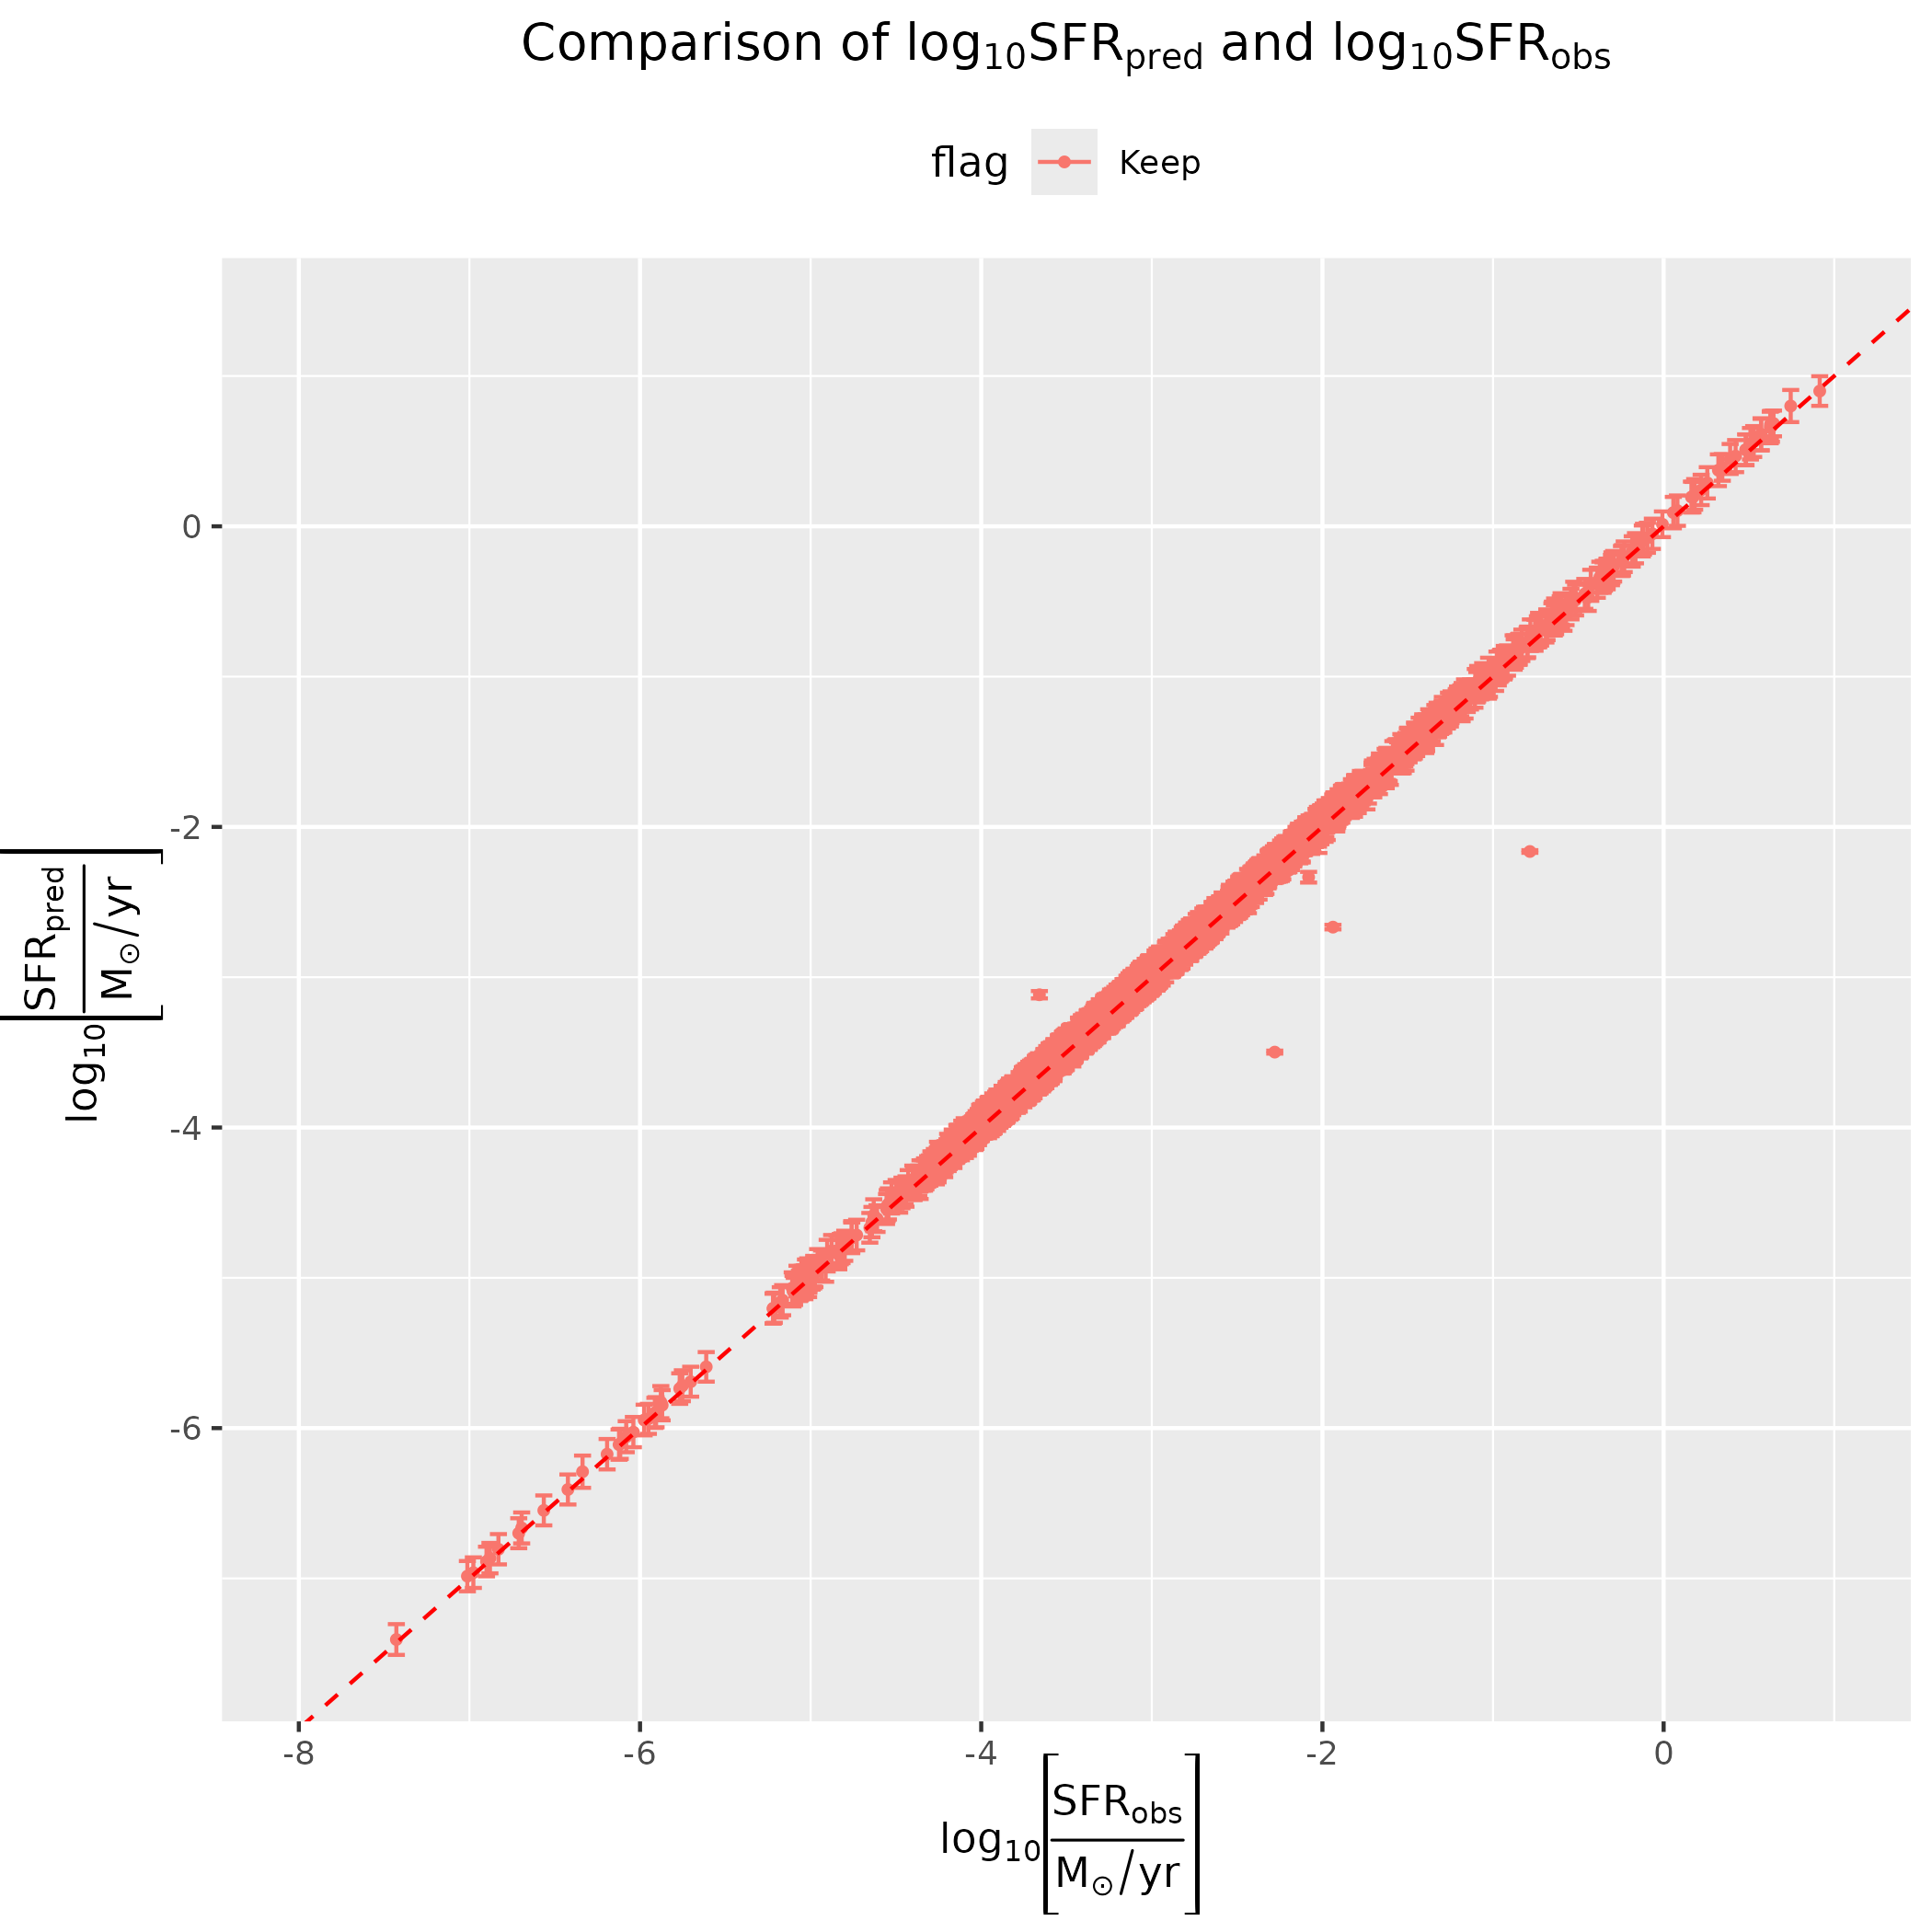 Comparison of log₁₀SFRpred and log₁₀SFRobs
flag Keep
0
-2
-4
-6
log₁₀[SFRpred / M⊙/yr]
-8 -6 -4 -2 0
log₁₀[SFRobs / M⊙/yr]